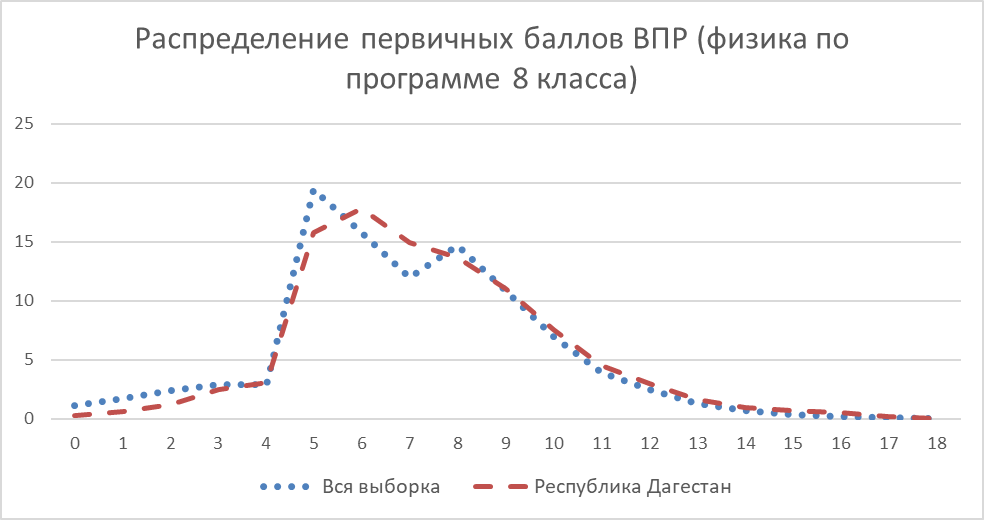 Распределение первичных баллов ВПР (физика по
программе 8 класса)
25
20
15
10
5
0
0 1 2 3 4 5 6 7 8 9 10 11 12 13 14 15 16 17 18
Вся выборка Республика Дагестан